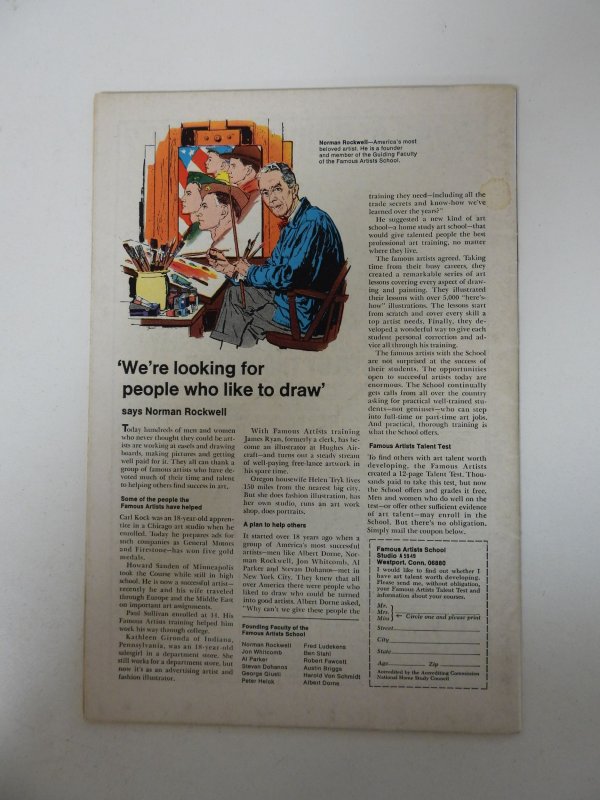 Norman Rockwell—America's most
beloved artist. He is a founder
and member of the Guiding Faculty
of the Famous Artists School.
'We're looking for
people who like to draw'
says Norman Rockwell
Today hundreds of men and women
who never thought they could be art-
ists are working at easels and drawing
boards, making pictures and getting
well paid for it. They all can thank a
group of famous artists who have de-
voted much of their time and talent
to helping others find success in art.
Some of the people the
Famous Artists have helped
Carl Kock was an 18-year-old appren-
tice in a Chicago art studio when he
enrolled. Today he prepares ads for
such companies as General Motors
and Firestone—has won five gold
medals.
Howard Sanden of Minneapolis
took the Course while still in high
school. He is now a successful artist—
recently he and his wife traveled
through Europe and the Middle East
on important art assignments.
Paul Sullivan enrolled at 14. His
Famous Artists training helped him
work his way through college.
Kathleen Gironda of Indiana,
Pennsylvania, was an 18-year-old
salesgirl in a department store. She
still works for a department store, but
now it's as an advertising artist and
fashion illustrator.
With Famous Artists training
James Ryan, formerly a clerk, has be-
come an illustrator at Hughes Air-
craft—and turns out a steady stream
of well-paying free-lance artwork in
his spare time.
Oregon housewife Helen Teyk lives
150 miles from the nearest big city.
But she does fashion illustration, has
her own studio, runs an art work
shop, does portraits.
A plan to help others
It started over 18 years ago when a
group of America's most successful
artists—men like Albert Dorne, Nor-
man Rockwell, Jon Whitcomb, Al
Parker and Stevan Dohanos—met in
New York City. They knew that all
over America there were people who
liked to draw who could be turned
into good artists. Albert Dorne asked,
"Why can't we give these people the
Founding Faculty of the
Famous Artists School
Norman Rockwell
Jon Whitcomb
Al Parker
Stevan Dohanos
George Giusti
Peter Helck
Fred Ludekens
Ben Stahl
Robert Fawcett
Austin Briggs
Harold Von Schmidt
Albert Dorne
training they need—including all the
trade secrets and know-how we've
learned over the years?"
He suggested a new kind of art
school—a home study art school—that
would give talented people the best
professional art training, no matter
where they live.
The famous artists agreed. Taking
time from their busy careers, they
created a remarkable series of art
lessons covering every aspect of draw-
ing and painting. They illustrated
their lessons with over 5,000 "here's-
how" illustrations. The lessons start
from scratch and cover every skill a
top artist needs. Finally, they de-
veloped a wonderful way to give each
student personal correction and ad-
vice all through his training.
The famous artists with the School
are not surprised at the success of
their students. The opportunities
open to successful artists today are
enormous. The School continually
gets calls from all over the country
asking for practical well-trained stu-
dents—not geniuses—who can step
into full-time or part-time art jobs.
And practical, thorough training is
what the School offers.
Famous Artists Talent Test
To find others with art talent worth
developing, the Famous Artists
created a 12-page Talent Test. Thou-
sands paid to take this test, but now
the School offers and grades it free.
Men and women who do well on the
test—or offer other sufficient evidence
of art talent—may enroll in the
School. But there's no obligation.
Simply mail the coupon below.
Famous Artists School
Studio
Westport, Conn. 06880
I would like to find out whether I
have art talent worth developing.
Please send me, without obligation,
your Famous Artists Talent Test and
information about your courses.
Mr.
Mrs.
Miss
Circle one and please print
Street
City
State
Age Zip
Accredited by the Accrediting Commission
National Home Study Council